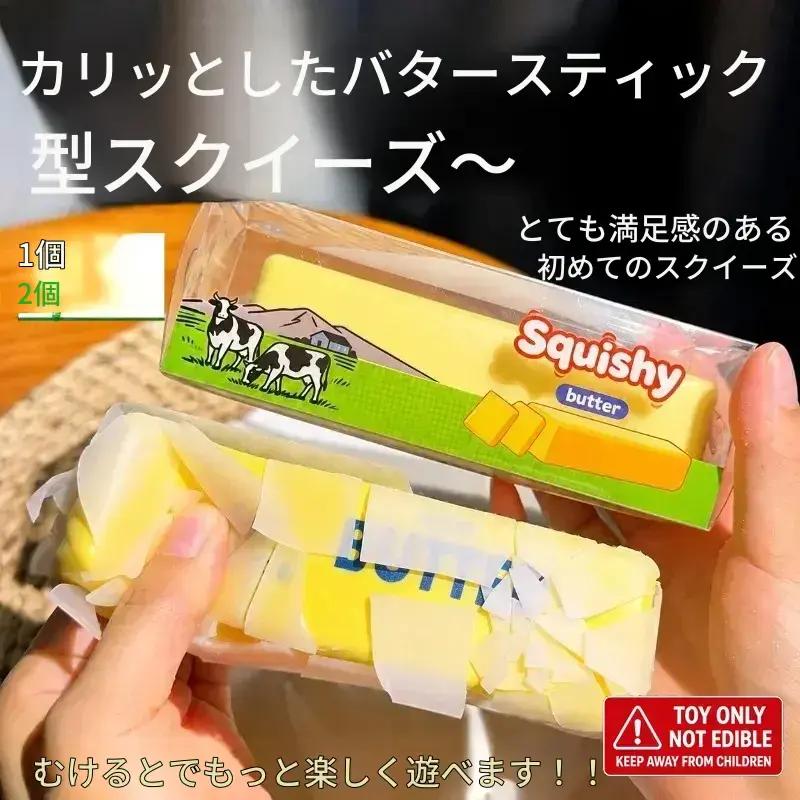 カリッとしたバタースティック
型スクイーズ～
とても満足感のある
初めてのスクイーズ
1個
2個
Squishy
butter
BUTTE
TOY ONLY
NOT EDIBLE
KEEP AWAY FROM CHILDREN
むけるとでもっと楽しく遊べます！！